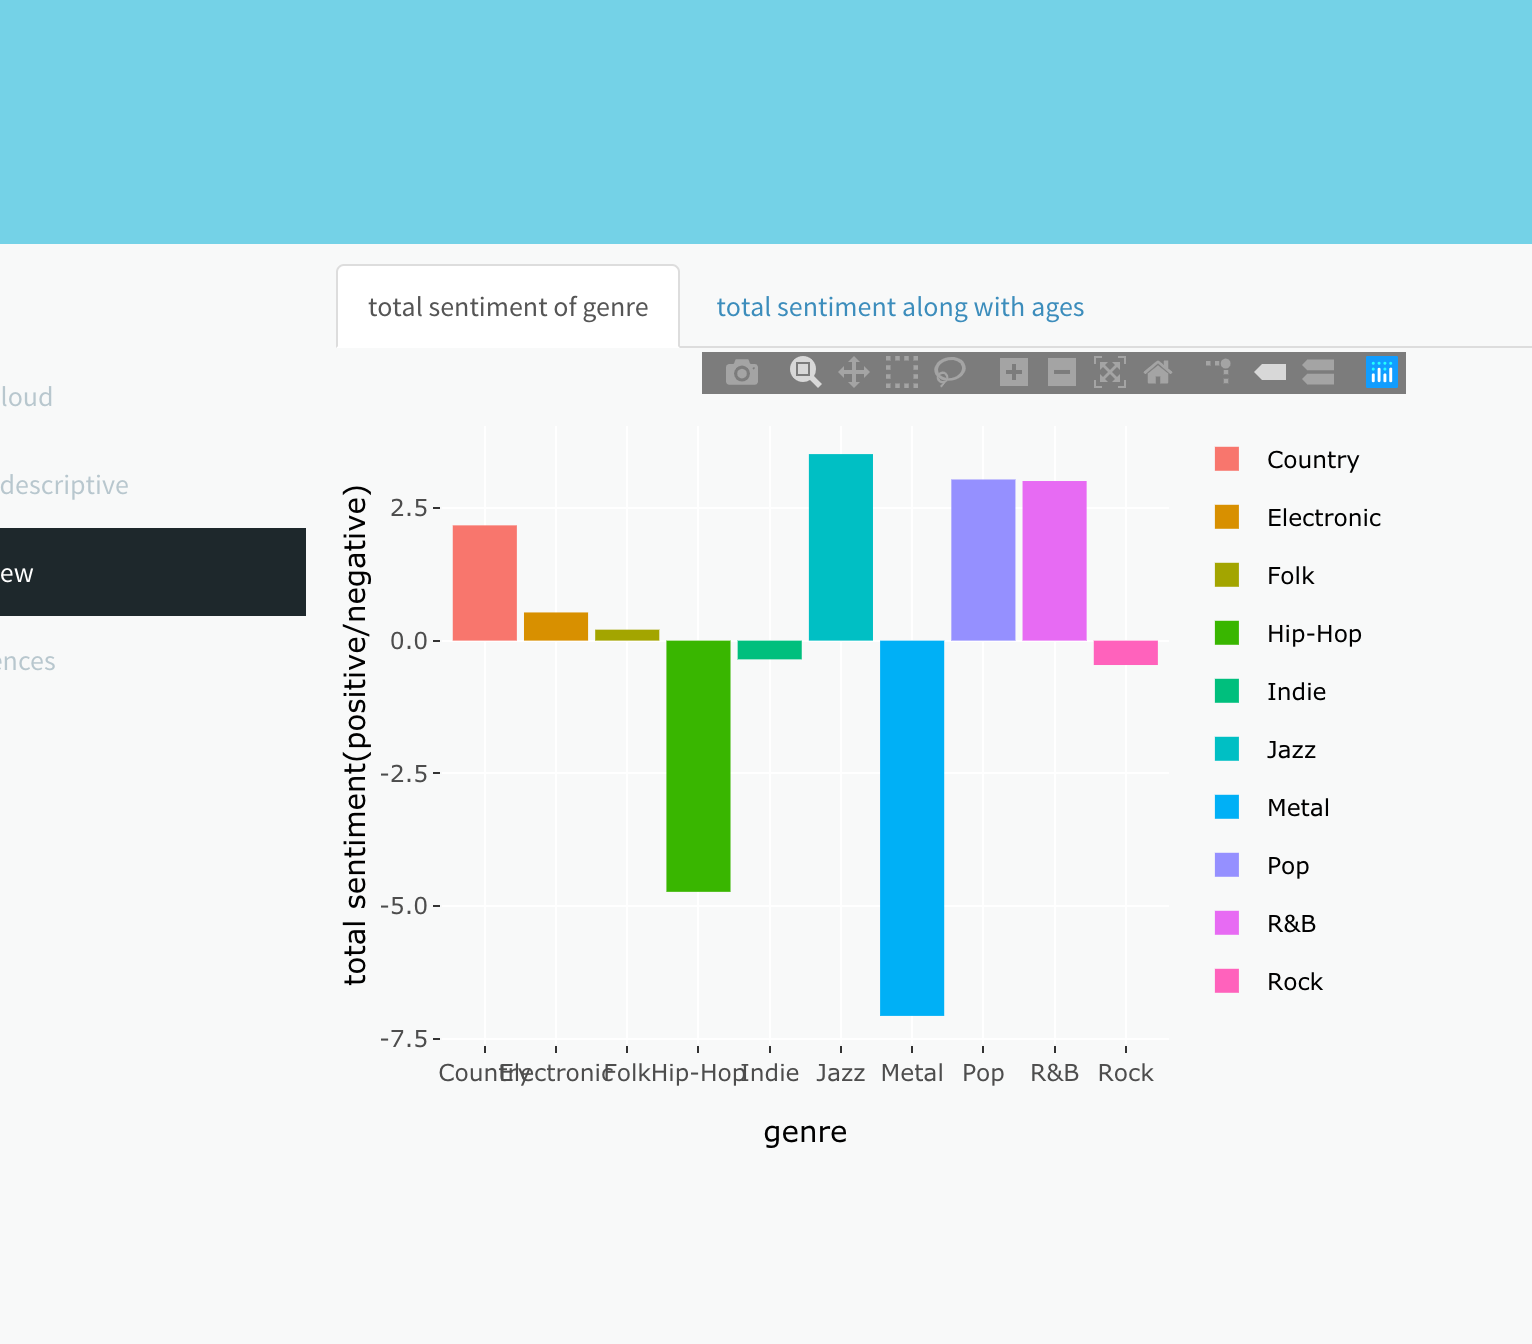 total sentiment of genre
total sentiment along with ages
loud
descriptive
ew
ences
total sentiment(positive/negative)
2.5
0.0
-2.5
-5.0
-7.5
Country
Electronic
Folk
Hip-Hop
Indie
Jazz
Metal
Pop
R&B
Rock
genre
Country
Electronic
Folk
Hip-Hop
Indie
Jazz
Metal
Pop
R&B
Rock